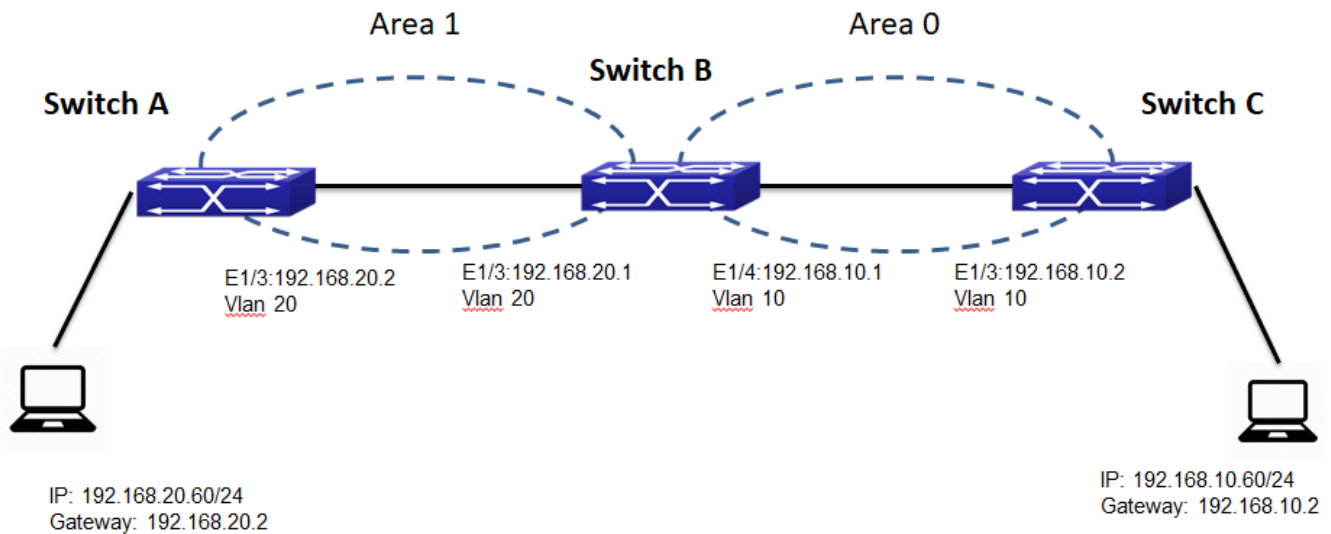 Area 1
Area 0
Switch B
Switch A
Switch C
E1/3:192.168.20.2
Vlan 20
E1/3:192.168.20.1
Vlan 20
E1/4:192.168.10.1
Vlan 10
E1/3:192.168.10.2
Vlan 10
IP: 192.168.20.60/24
Gateway: 192.168.20.2
IP: 192.168.10.60/24
Gateway: 192.168.10.2